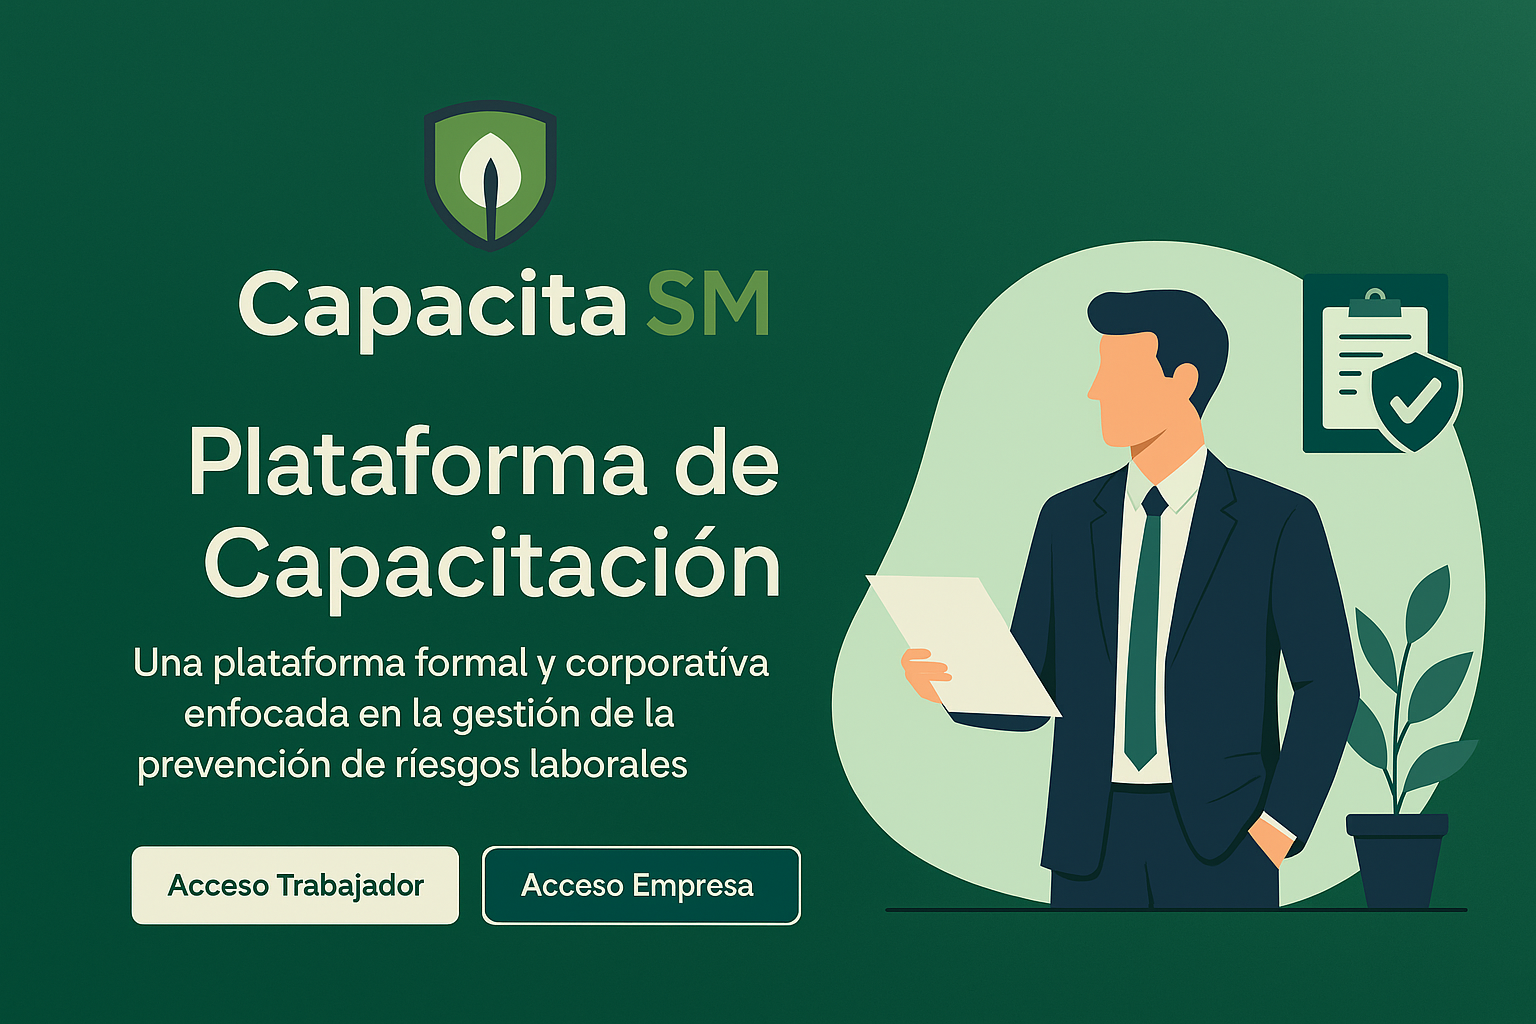 Capacita SM
Plataforma de
Capacitación
Una plataforma formal y corporatíva
enfocada en la gestión de la
prevención de ríesgos laborales
Acceso Trabajador
Acceso Empresa